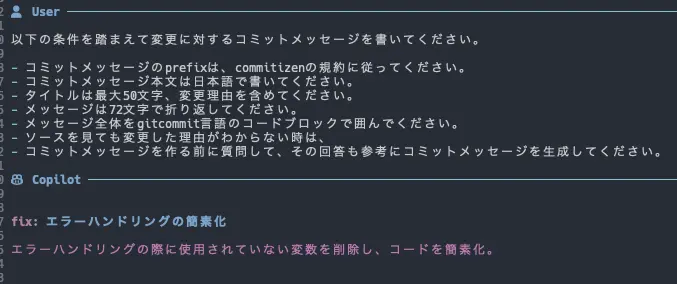 User
以下の条件を踏まえて変更に対するコミットメッセージを書いてください。
- コミットメッセージのprefixは、commitizenの規約に従ってください。
- コミットメッセージ本文は日本語で書いてください。
- タイトルは最大50文字、変更理由を含めてください。
- メッセージは72文字で折り返してください。
- メッセージ全体をgitcommit言語のコードブロックで囲んでください。
- ソースを見ても変更した理由がわからない時は、
- コミットメッセージを作る前に質問して、その回答も参考にコミットメッセージを生成してください。
Copilot
fix: エラーハンドリングの簡素化
エラーハンドリングの際に使用されていない変数を削除し、コードを簡素化。